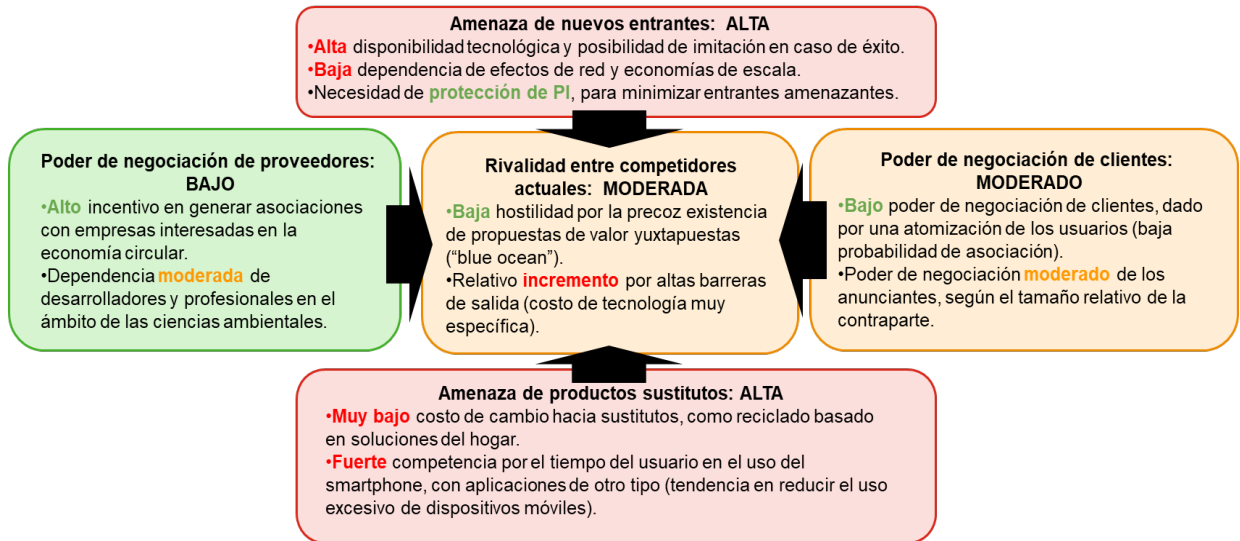 Amenaza de nuevos entrantes: ALTA
•Alta disponibilidad tecnológica y posibilidad de imitación en caso de éxito.
•Baja dependencia de efectos de red y economías de escala.
•Necesidad de protección de PI, para minimizar entrantes amenazantes.
Poder de negociación de proveedores:
BAJO
•Alto incentivo en generar asociaciones
con empresas interesadas en la
economía circular.
•Dependencia moderada de
desarrolladores y profesionales en el
ámbito de las ciencias ambientales.
Rivalidad entre competidores
actuales: MODERADA
•Baja hostilidad por la precoz existencia
de propuestas de valor yuxtapuestas
(“blue ocean”).
•Relativo incremento por altas barreras
de salida (costo de tecnología muy
específica).
Poder de negociación de clientes:
MODERADO
•Bajo poder de negociación de clientes, dado
por una atomización de los usuarios (baja
probabilidad de asociación).
•Poder de negociación moderado de los
anunciantes, según el tamaño relativo de la
contraparte.
Amenaza de productos sustitutos: ALTA
•Muy bajo costo de cambio hacia sustitutos, como reciclado basado
en soluciones del hogar.
•Fuerte competencia por el tiempo del usuario en el uso del
smartphone, con aplicaciones de otro tipo (tendencia en reducir el uso
excesivo de dispositivos móviles).